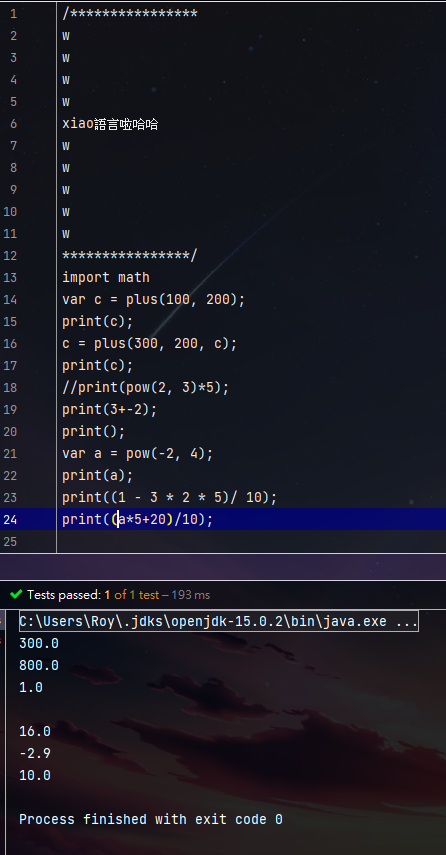 1 /****************
2 w
3 w
4 w
5 w
6 xiao語言啦哈哈
7 w
8 w
9 w
10 w
11 w
12 ****************/
13 import math
14 var c = plus(100, 200);
15 print(c);
16 c = plus(300, 200, c);
17 print(c);
18 //print(pow(2, 3)*5);
19 print(3+-2);
20 print();
21 var a = pow(-2, 4);
22 print(a);
23 print((1 - 3 * 2 * 5)/ 10);
24 print((a*5+20)/10);
25
Tests passed: 1 of 1 test – 193 ms
C:\Users\Roy\.jdks\openjdk-15.0.2\bin\java.exe ...
300.0
800.0
1.0
16.0
-2.9
10.0
Process finished with exit code 0